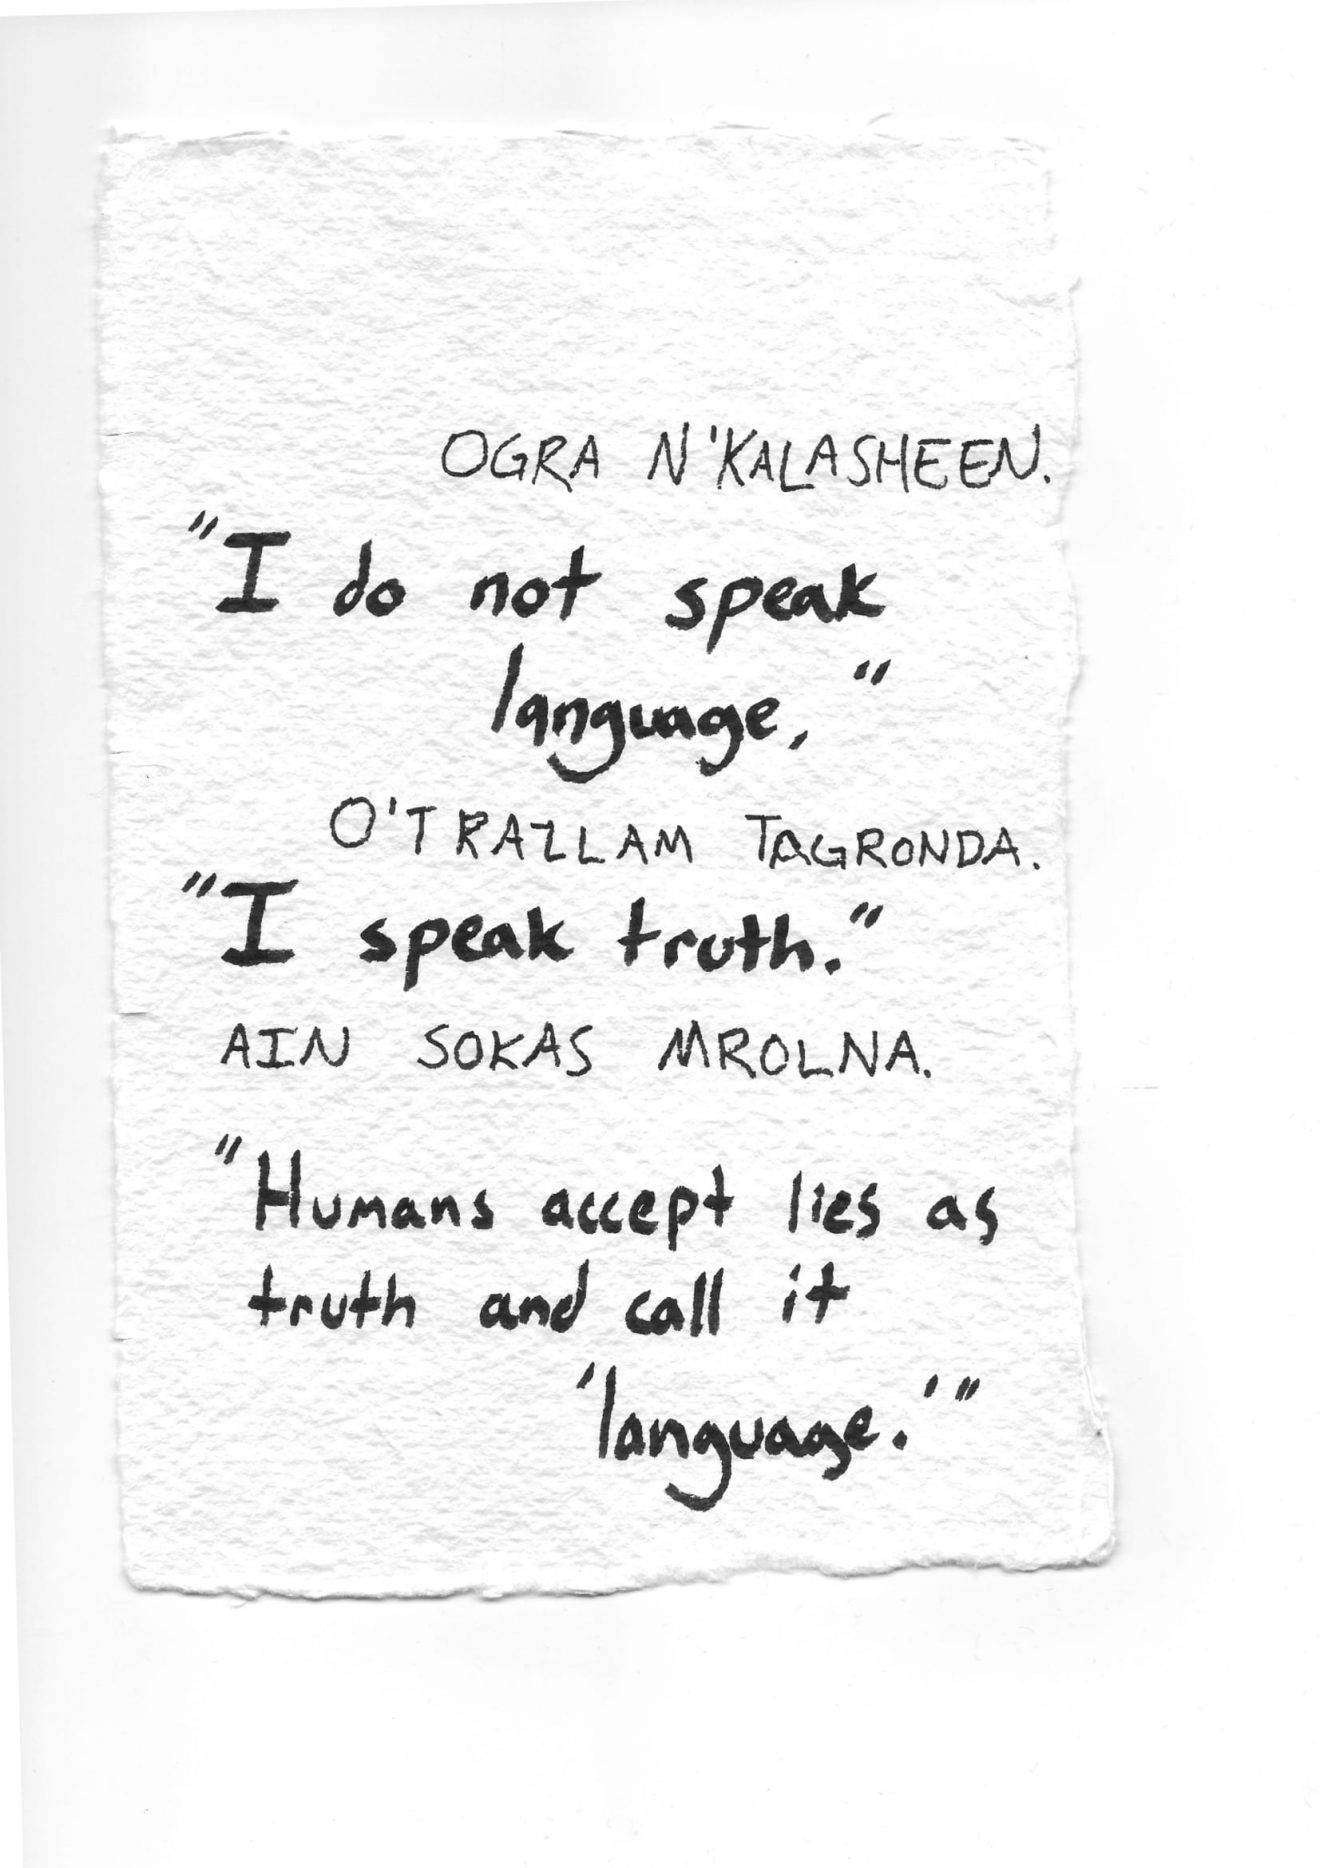 OGRA N'KALASHEEN.
"I do not speak
language,"
O'TRAZLAM TAGRONDA.
"I speak truth."
AIN SOKAS MROLNA.
"Humans accept lies as
truth and call it
'language.'"